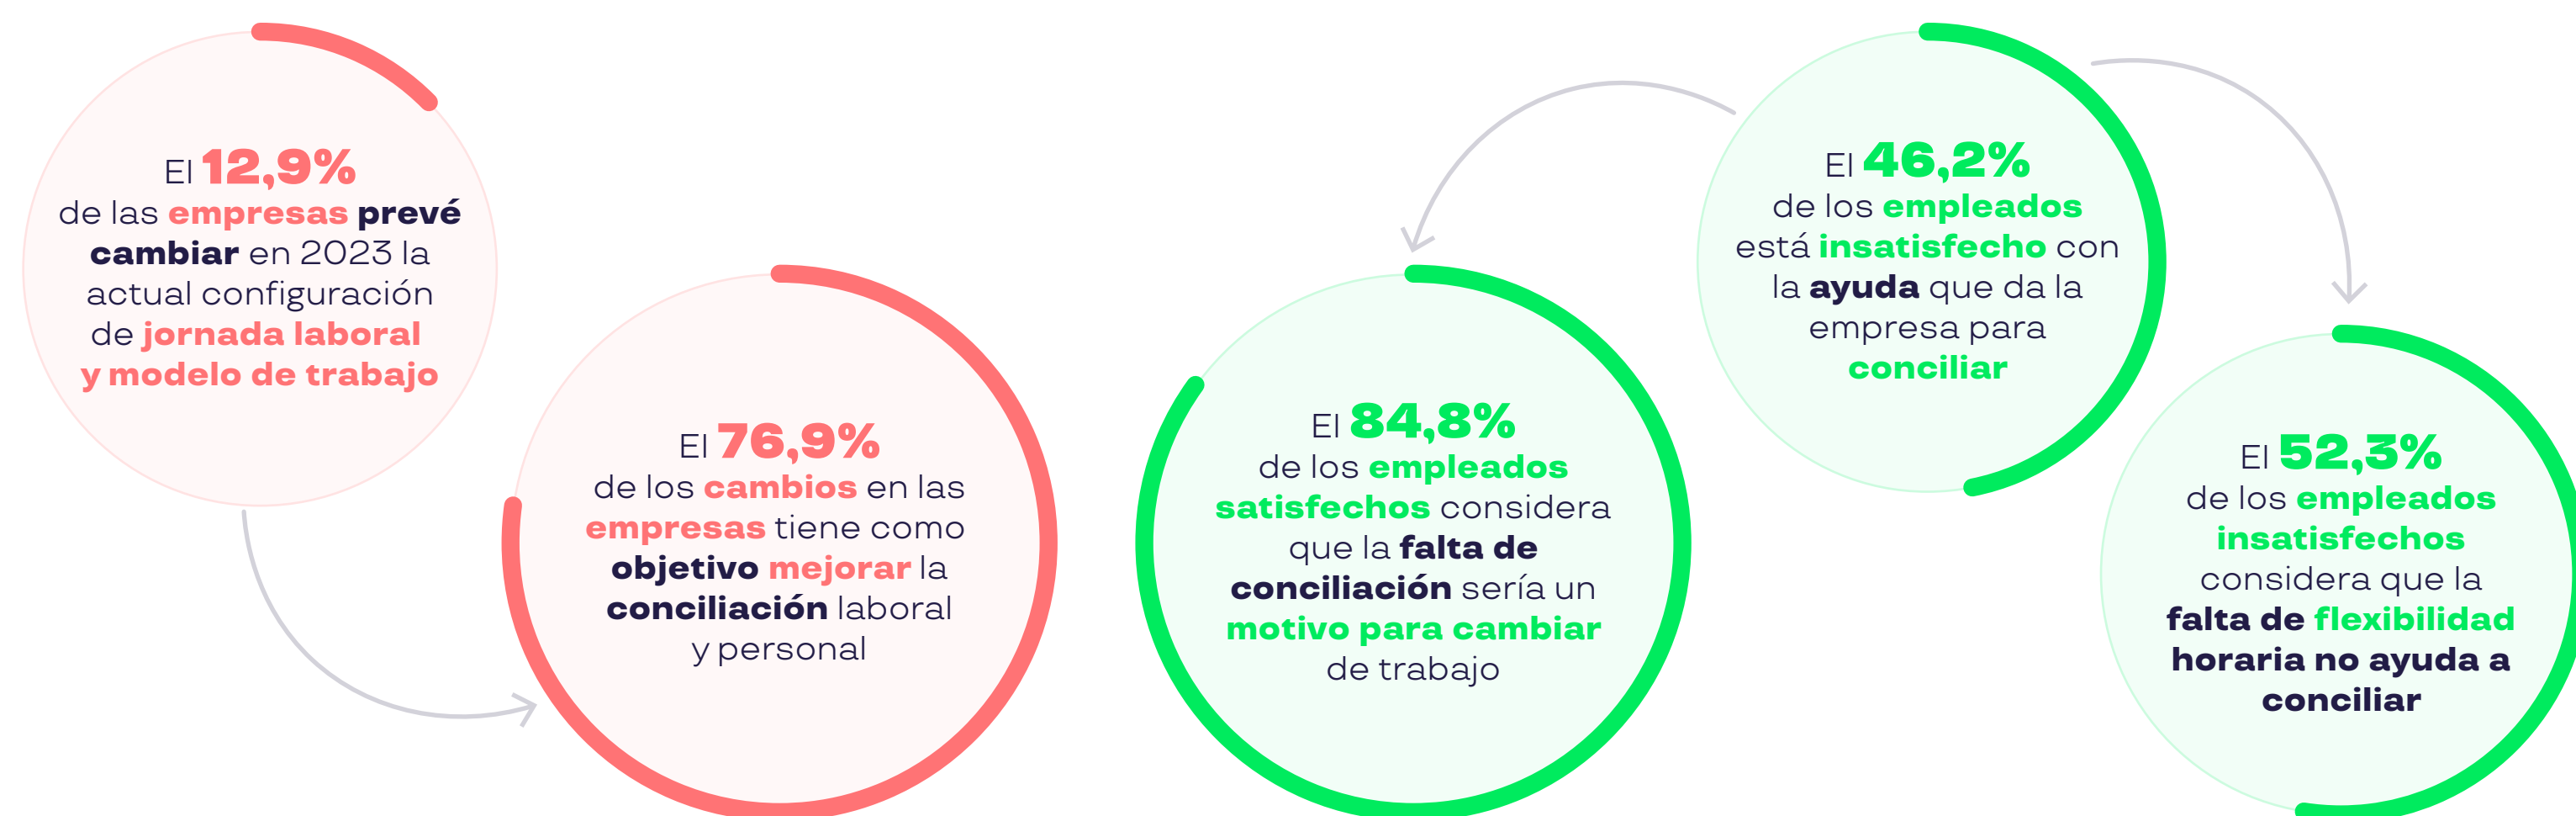 El 12,9%
de las empresas prevé
cambiar en 2023 la
actual configuración
de jornada laboral
y modelo de trabajo
El 76,9%
de los cambios en las
empresas tiene como
objetivo mejorar la
conciliación laboral
y personal
El 84,8%
de los empleados
satisfechos considera
que la falta de
conciliación sería un
motivo para cambiar
de trabajo
El 46,2%
de los empleados
está insatisfecho con
la ayuda que da la
empresa para
conciliar
El 52,3%
de los empleados
insatisfechos
considera que la
falta de flexibilidad
horaria no ayuda a
conciliar